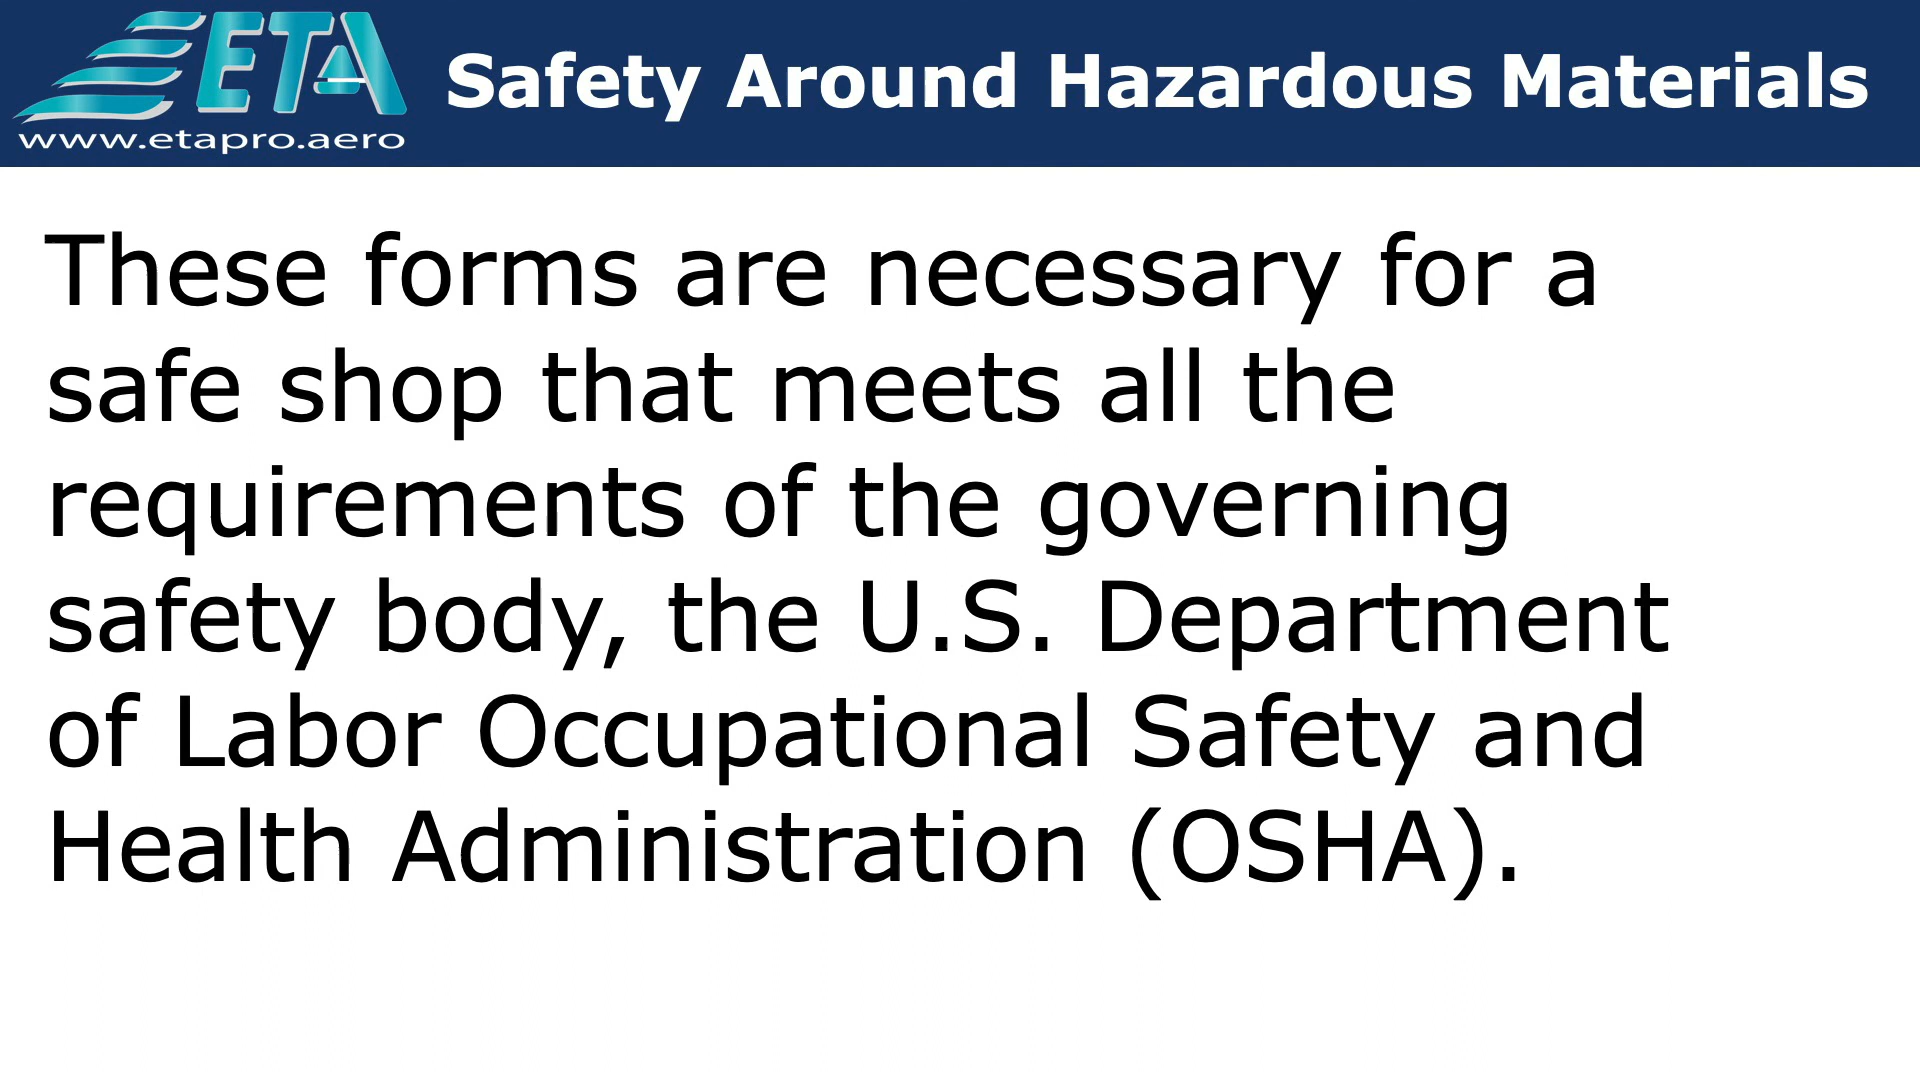 ETA
www.etapro.aero
Safety Around Hazardous Materials
These forms are necessary for a
safe shop that meets all the
requirements of the governing
safety body, the U.S. Department
of Labor Occupational Safety and
Health Administration (OSHA).